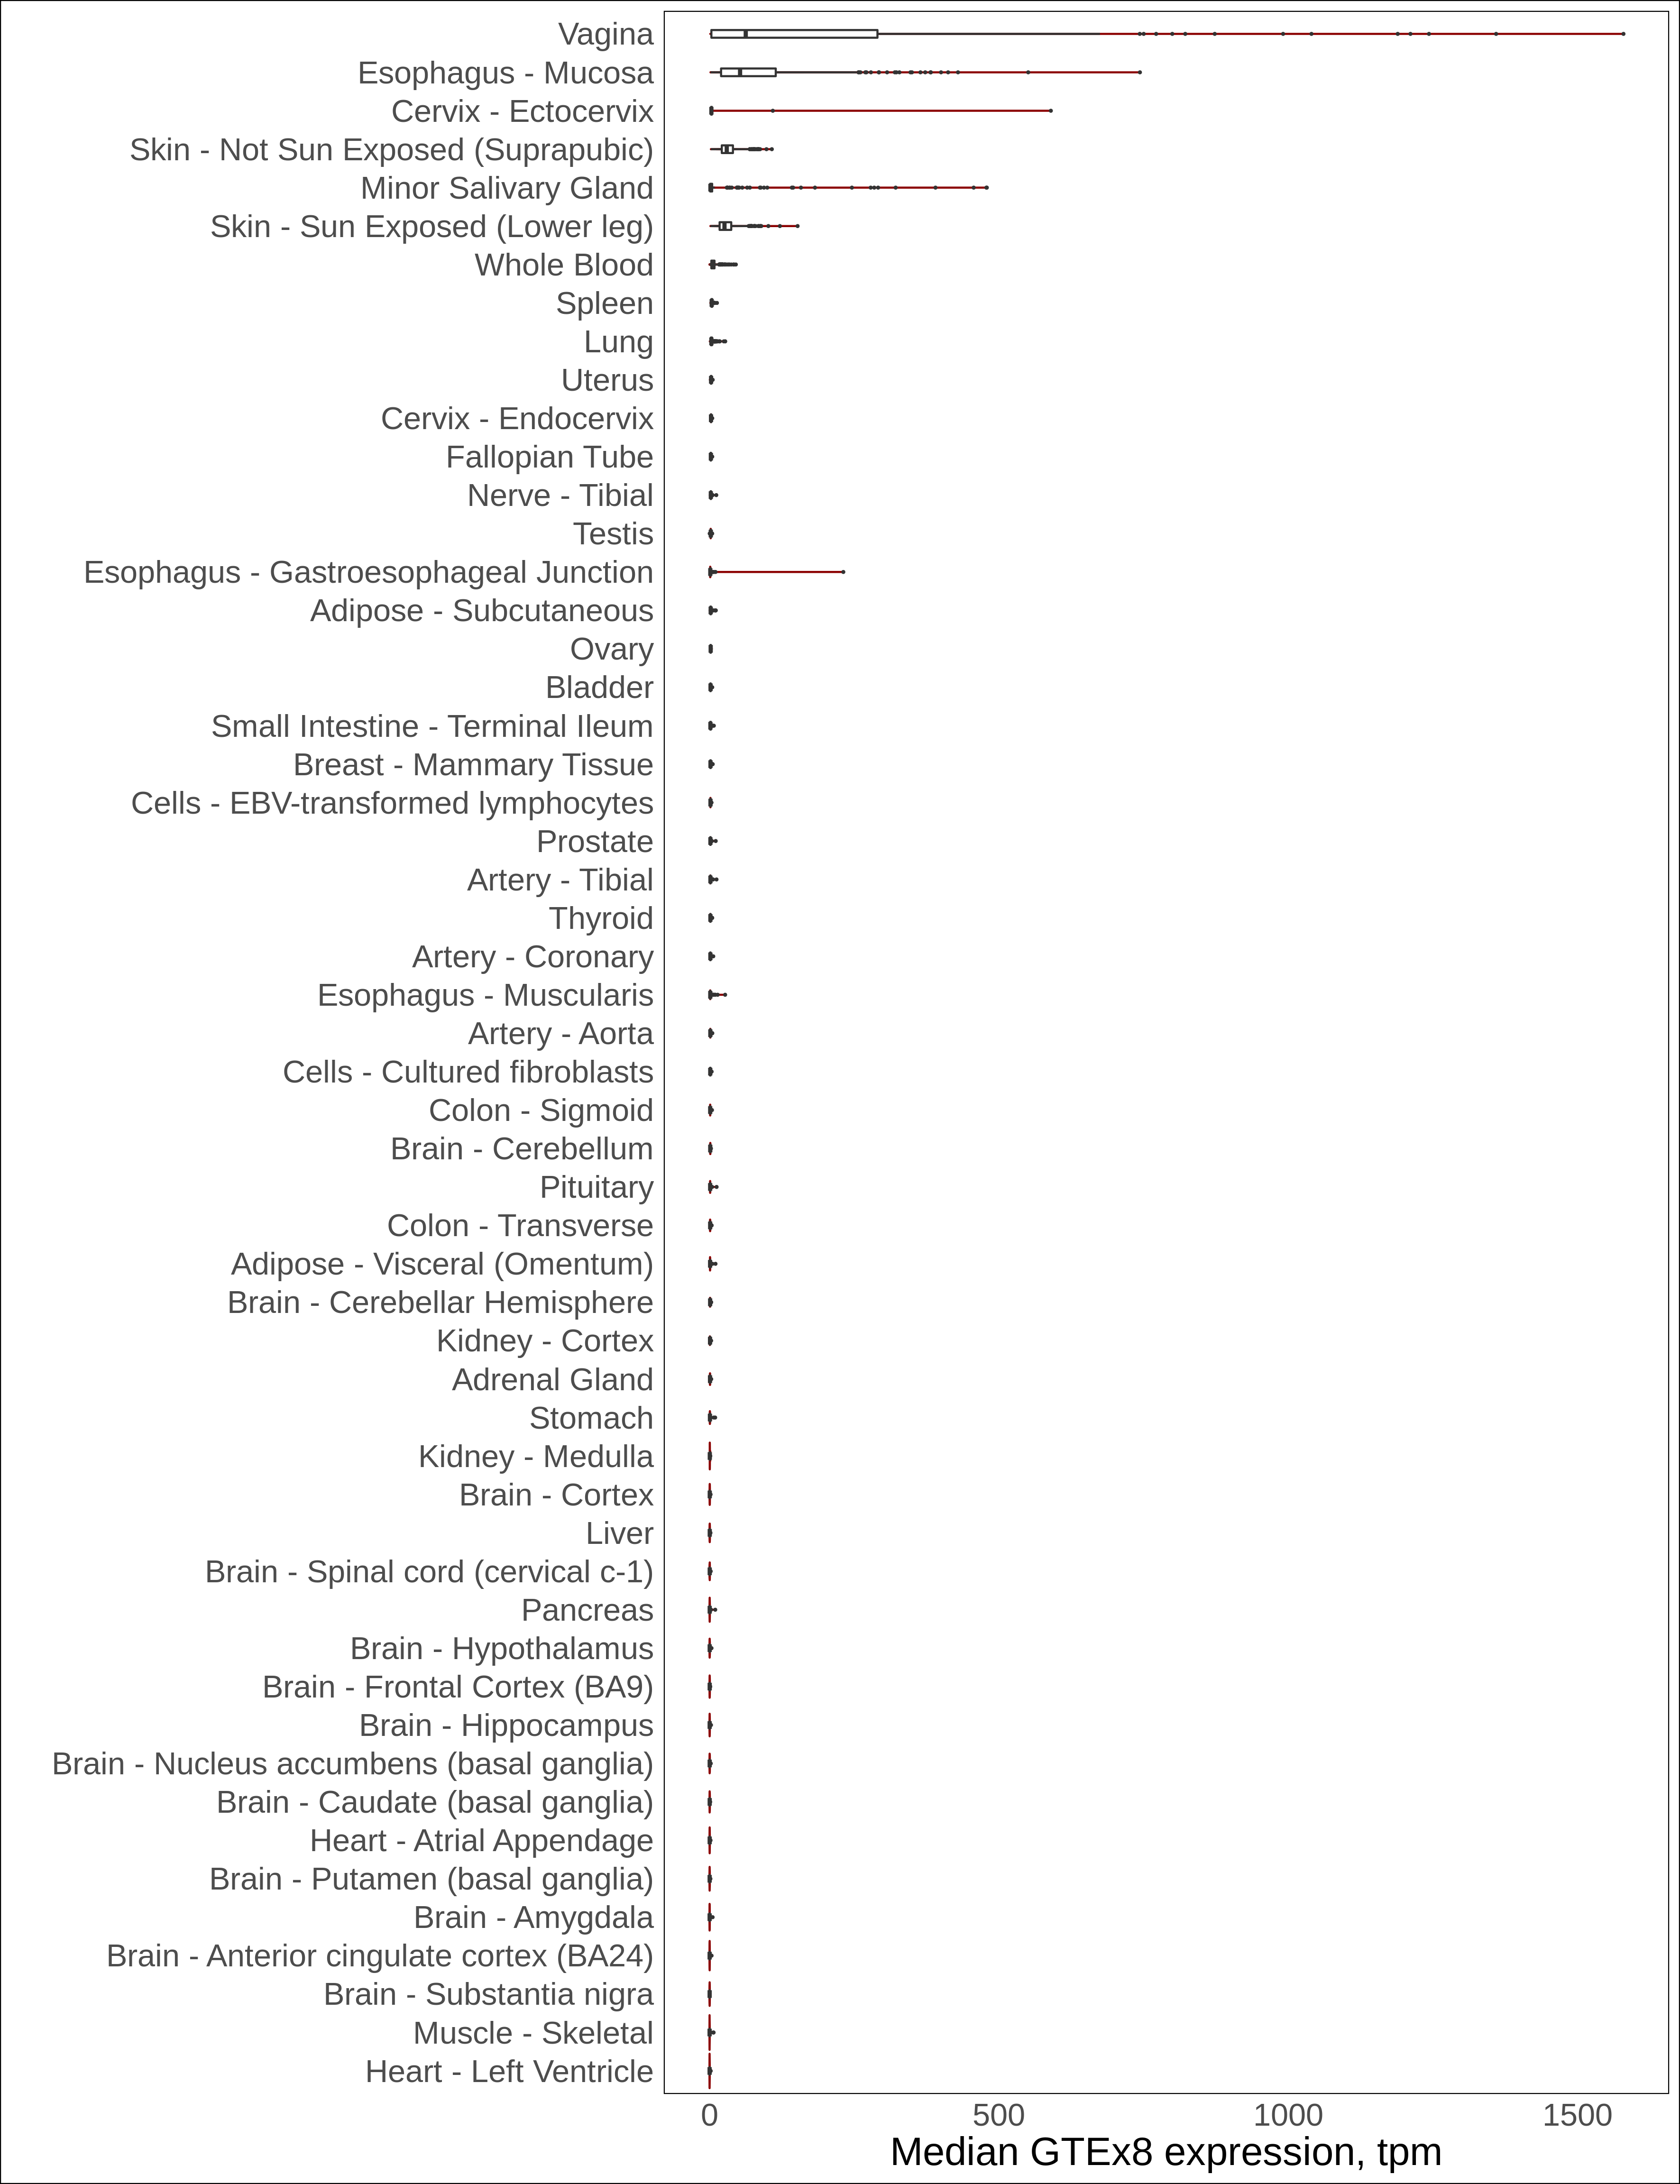 Vagina
Esophagus - Mucosa
Cervix - Ectocervix
Skin - Not Sun Exposed (Suprapubic)
Minor Salivary Gland
Skin - Sun Exposed (Lower leg)
Whole Blood
Spleen
Lung
Uterus
Cervix - Endocervix
Fallopian Tube
Nerve - Tibial
Testis
Esophagus - Gastroesophageal Junction
Adipose - Subcutaneous
Ovary
Bladder
Small Intestine - Terminal Ileum
Breast - Mammary Tissue
Cells - EBV-transformed lymphocytes
Prostate
Artery - Tibial
Thyroid
Artery - Coronary
Esophagus - Muscularis
Artery - Aorta
Cells - Cultured fibroblasts
Colon - Sigmoid
Brain - Cerebellum
Pituitary
Colon - Transverse
Adipose - Visceral (Omentum)
Brain - Cerebellar Hemisphere
Kidney - Cortex
Adrenal Gland
Stomach
Kidney - Medulla
Brain - Cortex
Liver
Brain - Spinal cord (cervical c-1)
Pancreas
Brain - Hypothalamus
Brain - Frontal Cortex (BA9)
Brain - Hippocampus
Brain - Nucleus accumbens (basal ganglia)
Brain - Caudate (basal ganglia)
Heart - Atrial Appendage
Brain - Putamen (basal ganglia)
Brain - Amygdala
Brain - Anterior cingulate cortex (BA24)
Brain - Substantia nigra
Muscle - Skeletal
Heart - Left Ventricle
0 500 1000 1500
Median GTEx8 expression, tpm